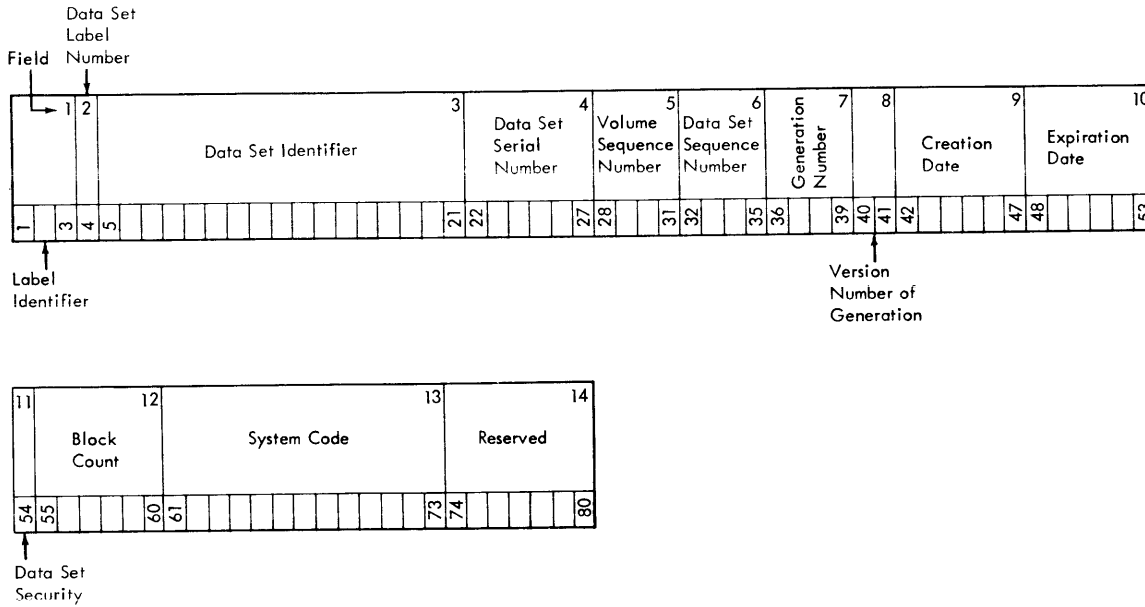 Data Set
Label
Number
Field
1 2 3 4 5 6 7 8 9 10
Data Set Identifier
Data Set
Serial
Number
Volume
Sequence
Number
Data Set
Sequence
Number
Generation
Number
Creation
Date
Expiration
Date
1 3 4 5 21 22 27 28 31 32 35 36 39 40 41 42 47 48 53
Label
Identifier
Version
Number of
Generation
11 12 13 14
Block
Count
System Code
Reserved
54 55 60 61 73 74 80
Data Set
Security